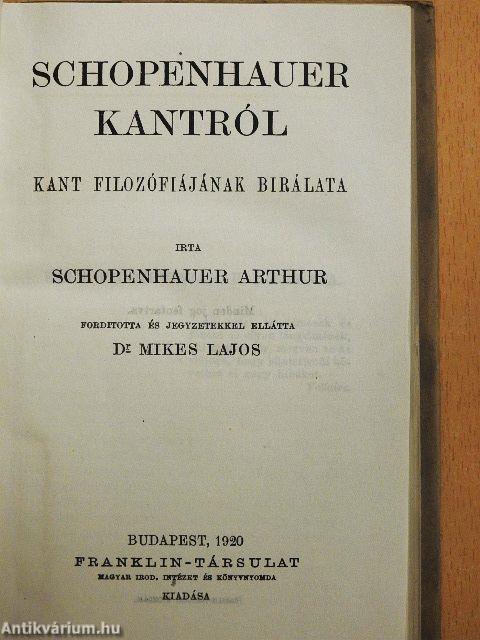 SCHOPENHAUER
KANTRÓL
KANT FILOZÓFIÁJÁNAK BIRÁLATA
IRTA
SCHOPENHAUER ARTHUR
FORDITOTTA ÉS JEGYZETEKKEL ELLÁTTA
Dr MIKES LAJOS
BUDAPEST, 1920
FRANKLIN-TÁRSULAT
MAGYAR IROD. INTÉZET ÉS KÖNYVNYOMDA
KIADÁSA
Antikvárium.hu